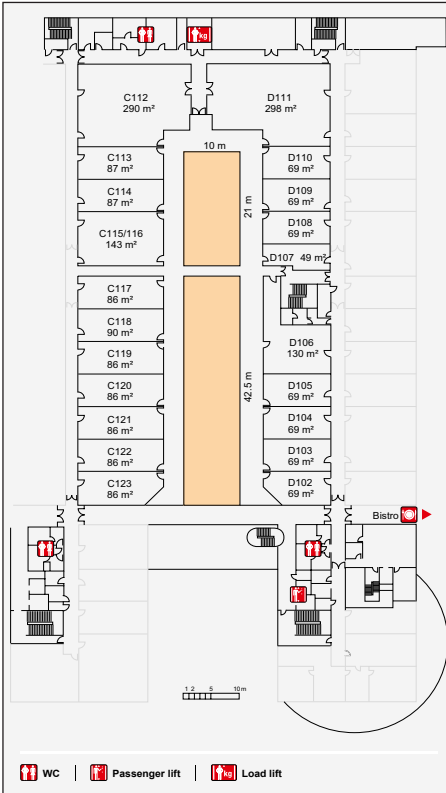 kg
C112
290 m²
D111
298 m²
10 m
C113
87 m²
D110
69 m²
C114
87 m²
D109
69 m²
21 m
C115/116
143 m²
D108
69 m²
D107 49 m²
C117
86 m²
C118
90 m²
D106
130 m²
C119
86 m²
42.5 m
C120
86 m²
D105
69 m²
C121
86 m²
D104
69 m²
C122
86 m²
D103
69 m²
C123
86 m²
D102
69 m²
Bistro
1 2 5 10 m
WC
Passenger lift
kg
Load lift